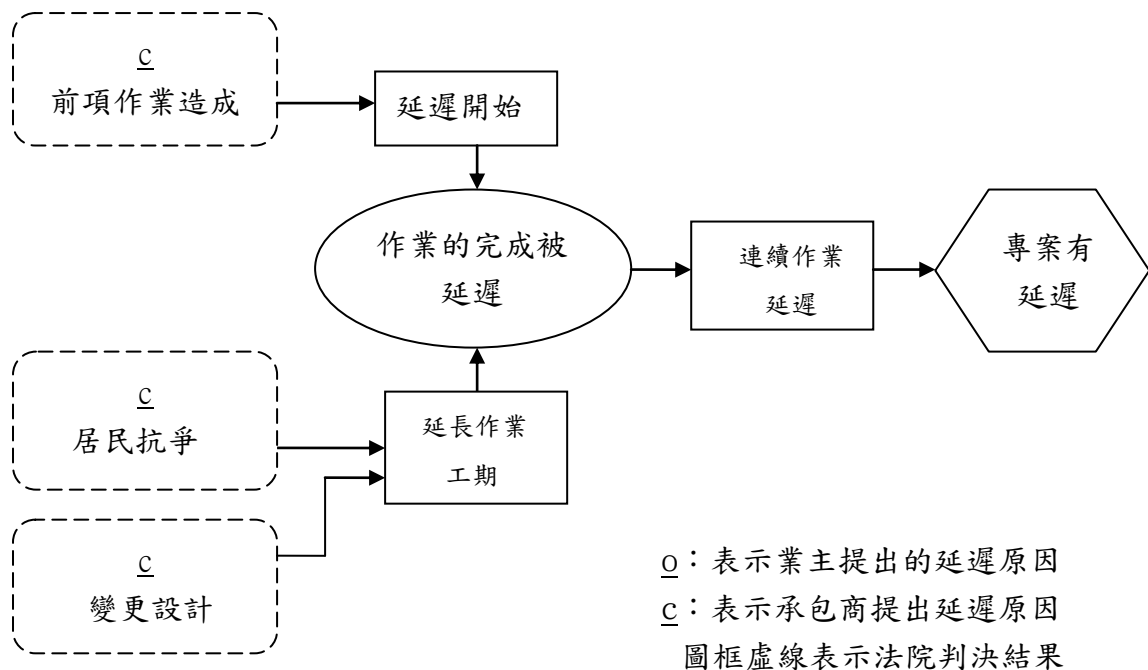 c
前項作業造成
延遲開始
作業的完成被
延遲
連續作業
延遲
專案有
延遲
c
居民抗爭
延長作業
工期
c
變更設計
o：表示業主提出的延遲原因
c：表示承包商提出延遲原因
圖框虛線表示法院判決結果